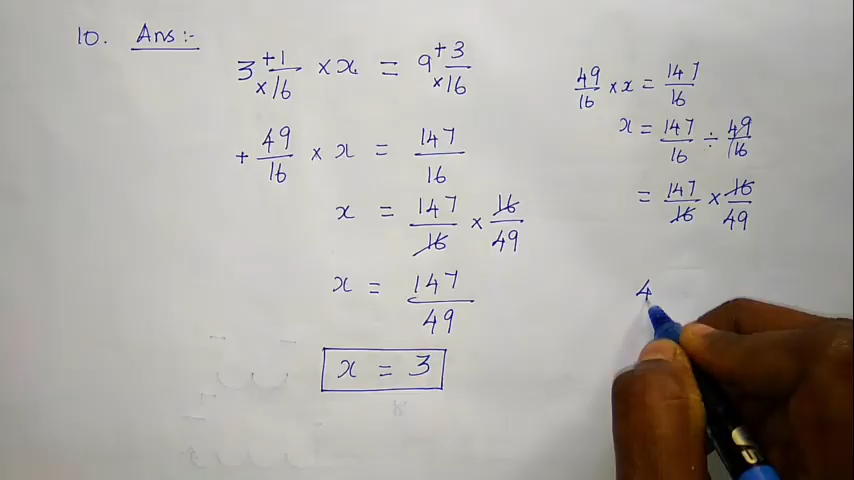 10. Ans :-
3 +1/×16 × x = 9 +3/×16
+ 49/16 × x = 147/16
x = 147/16 × 16/49
x = 147/49
x = 3
49/16 × x = 147/16
x = 147/16 ÷ 49/16
= 147/16 × 16/49
4